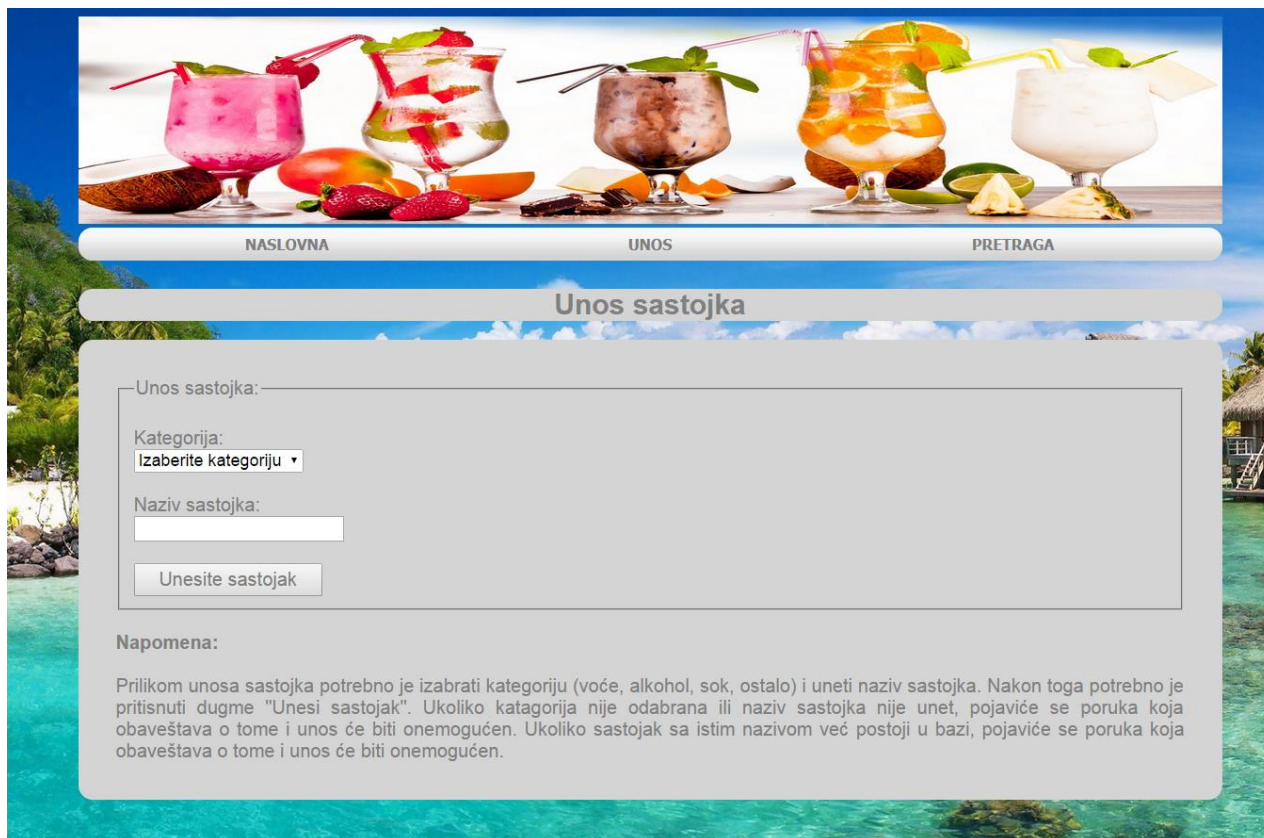 NASLOVNA UNOS PRETRAGA
Unos sastojka
Unos sastojka:
Kategorija:
Izaberite kategoriju
Naziv sastojka:
Unesite sastojak
Napomena:
Prilikom unosa sastojka potrebno je izabrati kategoriju (voće, alkohol, sok, ostalo) i uneti naziv sastojka. Nakon toga potrebno je
pritisnuti dugme "Unesi sastojak". Ukoliko katagorija nije odabrana ili naziv sastojka nije unet, pojaviće se poruka koja
obaveštava o tome i unos će biti onemogućen. Ukoliko sastojak sa istim nazivom već postoji u bazi, pojaviće se poruka koja
obaveštava o tome i unos će biti onemogućen.